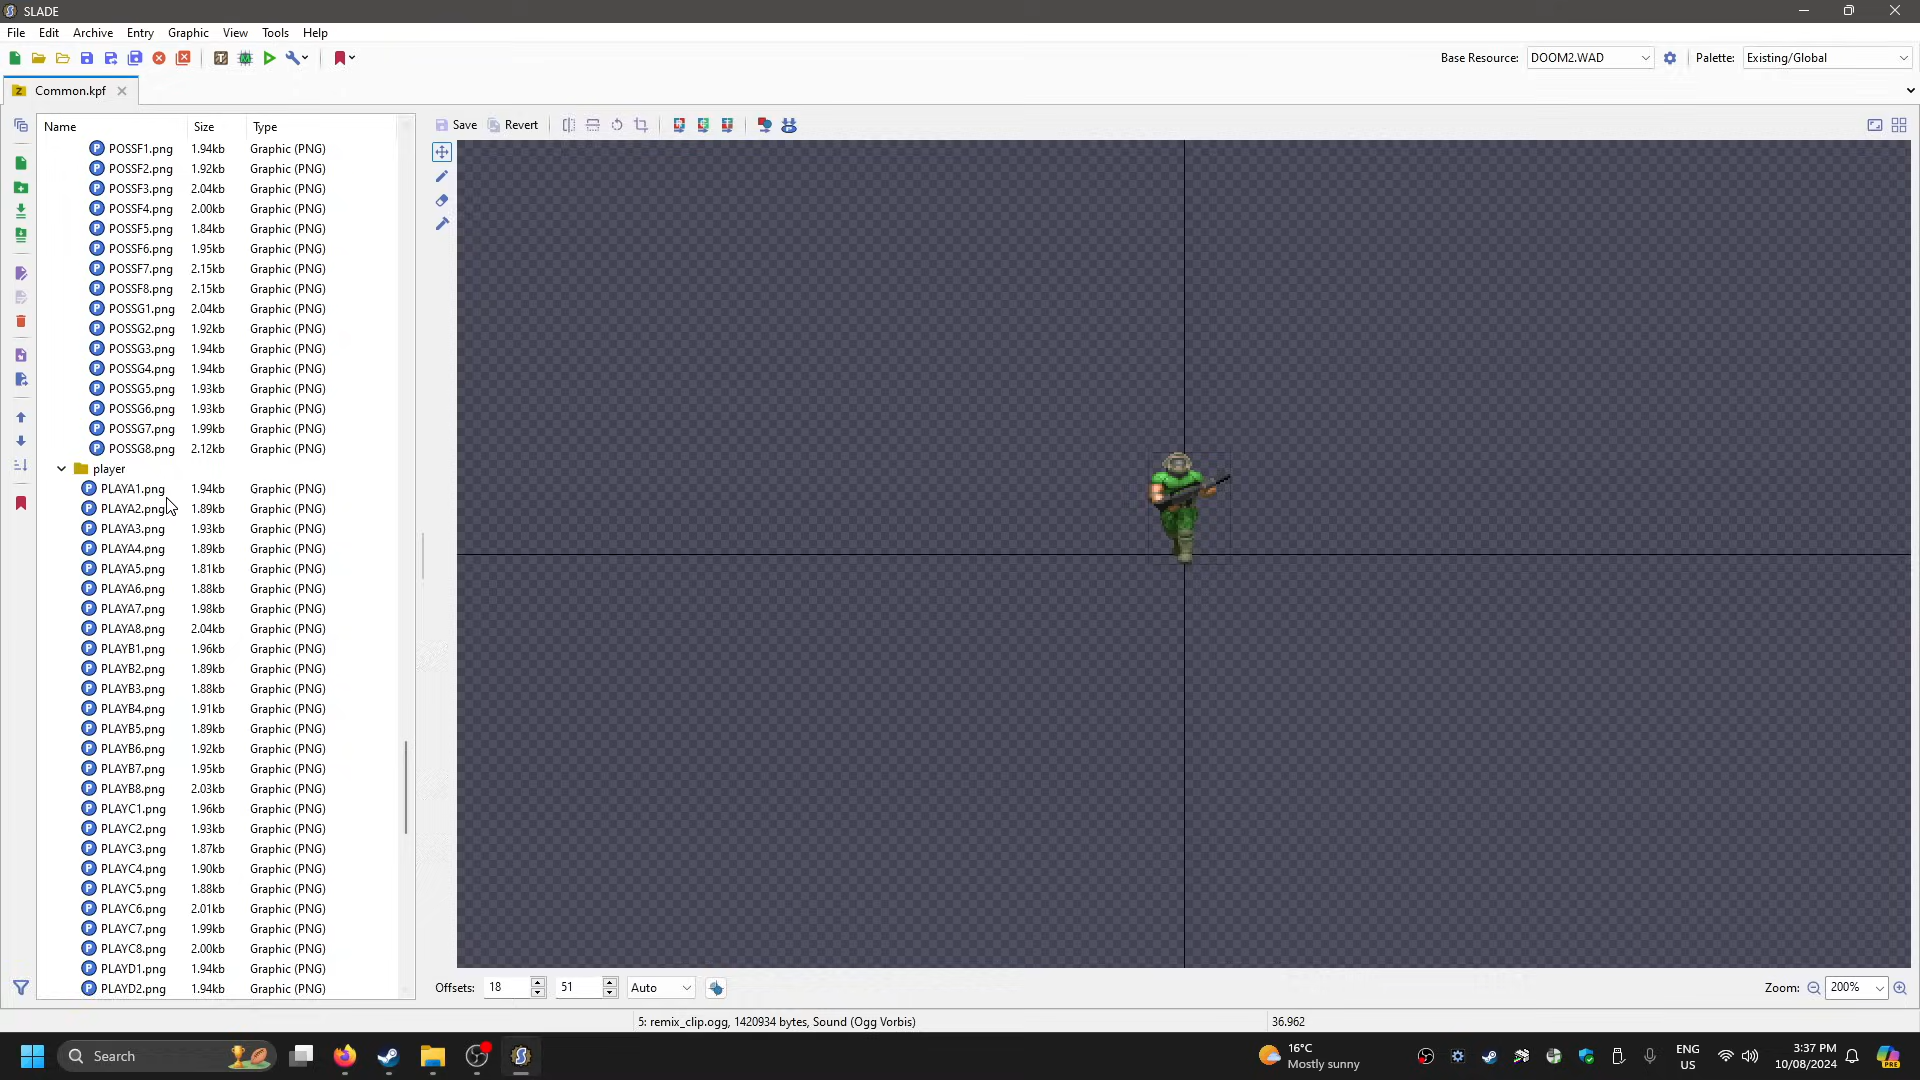 SLADE
File Edit Archive Entry Graphic View Tools Help
Base Resource: DOOM2.WAD Palette: Existing/Global
Common.kpf
Name Size Type
Save Revert
POSSF1.png 1.94kb Graphic (PNG)
POSSF2.png 1.92kb Graphic (PNG)
POSSF3.png 2.04kb Graphic (PNG)
POSSF4.png 2.00kb Graphic (PNG)
POSSF5.png 1.84kb Graphic (PNG)
POSSF6.png 1.95kb Graphic (PNG)
POSSF7.png 2.15kb Graphic (PNG)
POSSF8.png 2.15kb Graphic (PNG)
POSSG1.png 2.04kb Graphic (PNG)
POSSG2.png 1.92kb Graphic (PNG)
POSSG3.png 1.94kb Graphic (PNG)
POSSG4.png 1.94kb Graphic (PNG)
POSSG5.png 1.93kb Graphic (PNG)
POSSG6.png 1.93kb Graphic (PNG)
POSSG7.png 1.99kb Graphic (PNG)
POSSG8.png 2.12kb Graphic (PNG)
player
PLAYA1.png 1.94kb Graphic (PNG)
PLAYA2.png 1.89kb Graphic (PNG)
PLAYA3.png 1.93kb Graphic (PNG)
PLAYA4.png 1.89kb Graphic (PNG)
PLAYA5.png 1.81kb Graphic (PNG)
PLAYA6.png 1.88kb Graphic (PNG)
PLAYA7.png 1.98kb Graphic (PNG)
PLAYA8.png 2.04kb Graphic (PNG)
PLAYB1.png 1.96kb Graphic (PNG)
PLAYB2.png 1.89kb Graphic (PNG)
PLAYB3.png 1.88kb Graphic (PNG)
PLAYB4.png 1.91kb Graphic (PNG)
PLAYB5.png 1.89kb Graphic (PNG)
PLAYB6.png 1.92kb Graphic (PNG)
PLAYB7.png 1.95kb Graphic (PNG)
PLAYB8.png 2.03kb Graphic (PNG)
PLAYC1.png 1.96kb Graphic (PNG)
PLAYC2.png 1.93kb Graphic (PNG)
PLAYC3.png 1.87kb Graphic (PNG)
PLAYC4.png 1.90kb Graphic (PNG)
PLAYC5.png 1.88kb Graphic (PNG)
PLAYC6.png 2.01kb Graphic (PNG)
PLAYC7.png 1.99kb Graphic (PNG)
PLAYC8.png 2.00kb Graphic (PNG)
PLAYD1.png 1.94kb Graphic (PNG)
PLAYD2.png 1.94kb Graphic (PNG)
Offsets: 18 51 Auto Zoom: 200%
5: remix_clip.ogg, 1420934 bytes, Sound (Ogg Vorbis) 36.962
Search
16°C
Mostly sunny
ENG
US
3:37 PM
10/08/2024
PRE